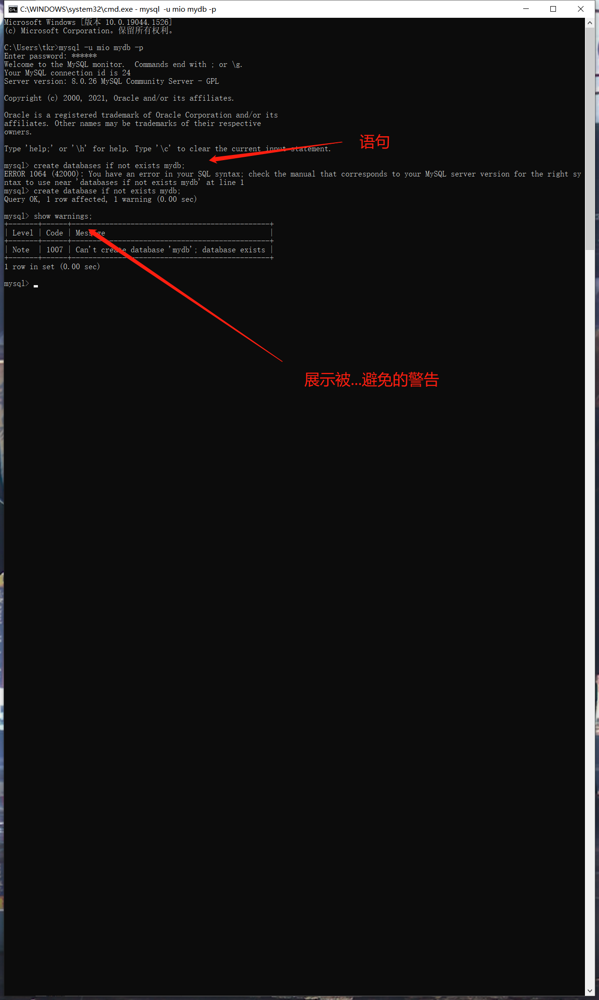 C:\WINDOWS\system32\cmd.exe - mysql  -u mio mydb -p
Microsoft Windows [版本 10.0.19044.1526]
(c) Microsoft Corporation。保留所有权利。
C:\Users\tkr>mysql -u mio mydb -p
Enter password: ******
Welcome to the MySQL monitor.  Commands end with ; or \g.
Your MySQL connection id is 24
Server version: 8.0.26 MySQL Community Server - GPL
Copyright (c) 2000, 2021, Oracle and/or its affiliates.
Oracle is a registered trademark of Oracle Corporation and/or its
affiliates. Other names may be trademarks of their respective
owners.
语句
Type 'help;' or '\h' for help. Type '\c' to clear the current input statement.
mysql> create databases if not exists mydb;
ERROR 1064 (42000): You have an error in your SQL syntax; check the manual that corresponds to your MySQL server version for the right sy
ntax to use near 'databases if not exists mydb' at line 1
mysql> create database if not exists mydb;
Query OK, 1 row affected, 1 warning (0.00 sec)
mysql> show warnings;
+-------+------+-----------------------------------------------+
| Level | Code | Message                                       |
+-------+------+-----------------------------------------------+
| Note  | 1007 | Can't create database 'mydb'; database exists |
+-------+------+-----------------------------------------------+
1 row in set (0.00 sec)
mysql>
展示被...避免的警告